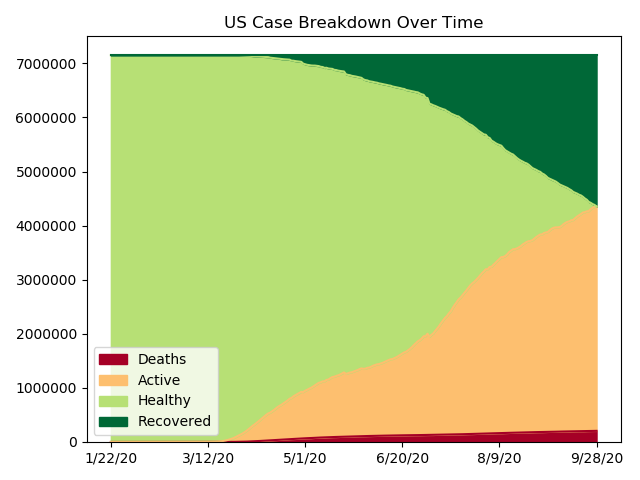 US Case Breakdown Over Time
7000000
6000000
5000000
4000000
3000000
2000000
1000000
0
Deaths
Active
Healthy
Recovered
1/22/20 3/12/20 5/1/20 6/20/20 8/9/20 9/28/20